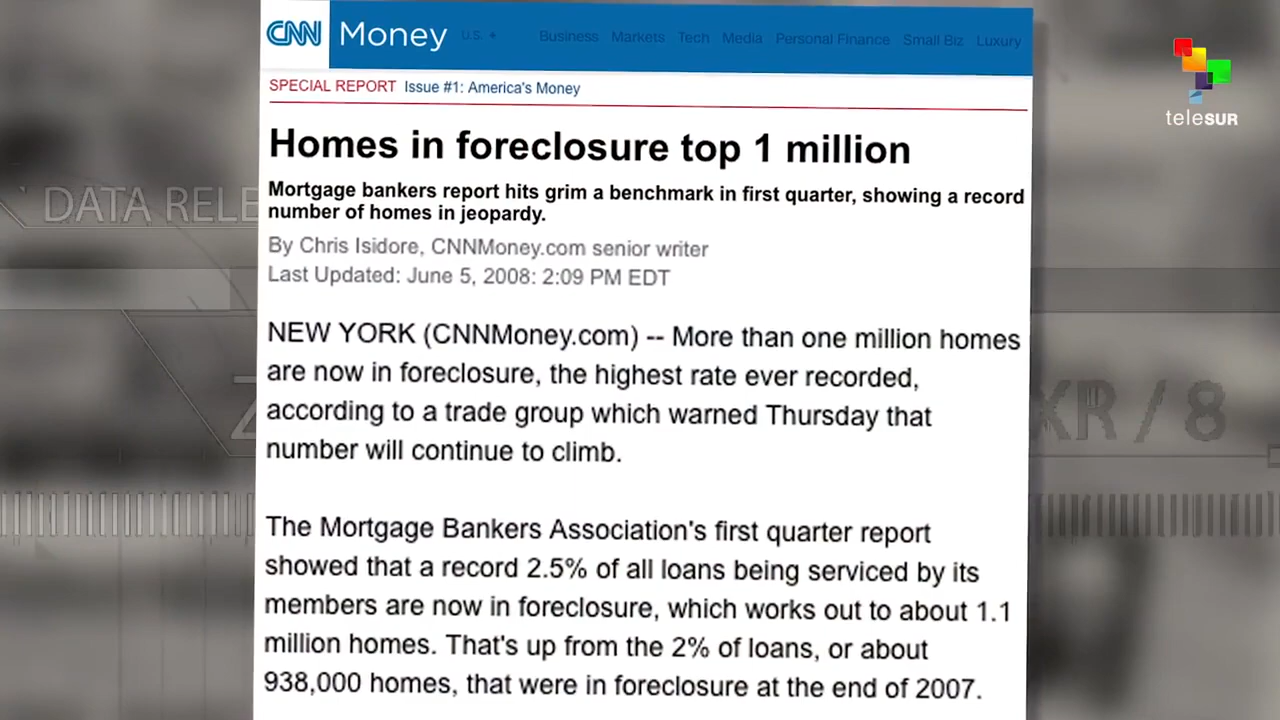 CNN Money U.S. + Business Markets Tech Media Personal Finance Small Biz Luxury
SPECIAL REPORT Issue #1: America's Money
telesUR
Homes in foreclosure top 1 million
Mortgage bankers report hits grim a benchmark in first quarter, showing a record
number of homes in jeopardy.
DATA RELE
By Chris Isidore, CNNMoney.com senior writer
Last Updated: June 5, 2008: 2:09 PM EDT
NEW YORK (CNNMoney.com) -- More than one million homes
are now in foreclosure, the highest rate ever recorded,
according to a trade group which warned Thursday that
number will continue to climb.
XR / 8
The Mortgage Bankers Association's first quarter report
showed that a record 2.5% of all loans being serviced by its
members are now in foreclosure, which works out to about 1.1
million homes. That's up from the 2% of loans, or about
938,000 homes, that were in foreclosure at the end of 2007.